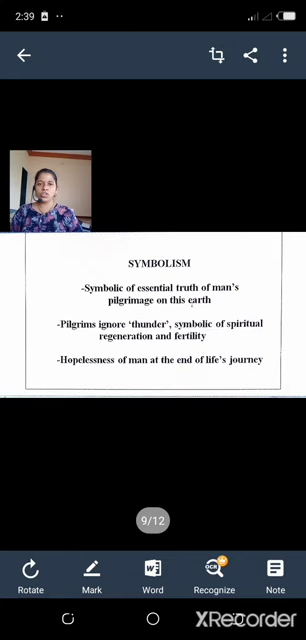 2:39
SYMBOLISM
-Symbolic of essential truth of man's
pilgrimage on this earth
-Pilgrims ignore ‘thunder’, symbolic of spiritual
regeneration and fertility
-Hopelessness of man at the end of life's journey
9/12
W
OCR
Rotate Mark Word Recognize Note
XRecorder